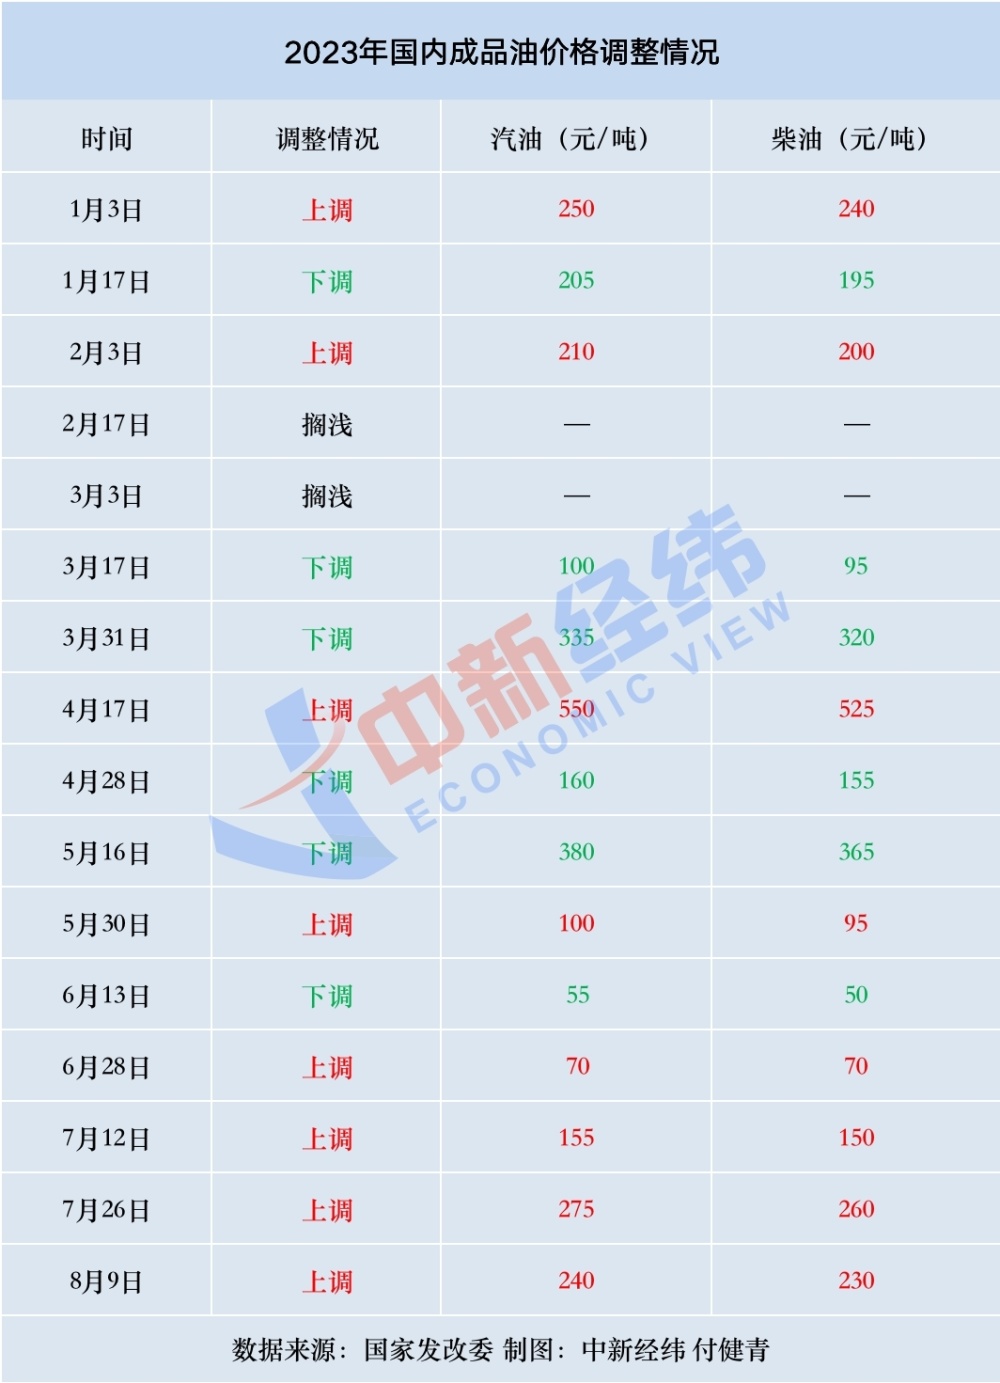 2023年国内成品油价格调整情况
时间 调整情况 汽油（元/吨） 柴油（元/吨）
1月3日 上调 250 240
1月17日 下调 205 195
2月3日 上调 210 200
2月17日 搁浅 — —
3月3日 搁浅 — —
3月17日 下调 100 95
3月31日 下调 335 320
4月17日 上调 550 525
4月28日 下调 160 155
5月16日 下调 380 365
5月30日 上调 100 95
6月13日 下调 55 50
6月28日 上调 70 70
7月12日 上调 155 150
7月26日 上调 275 260
8月9日 上调 240 230
数据来源：国家发改委 制图：中新经纬 付健青
中新经纬
ECONOMIC VIEW